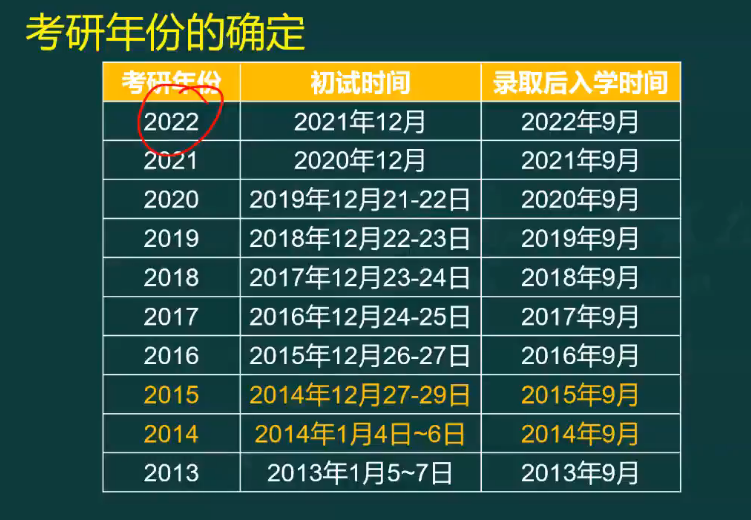 考研年份的确定
考研年份 初试时间 录取后入学时间
2022 2021年12月 2022年9月
2021 2020年12月 2021年9月
2020 2019年12月21-22日 2020年9月
2019 2018年12月22-23日 2019年9月
2018 2017年12月23-24日 2018年9月
2017 2016年12月24-25日 2017年9月
2016 2015年12月26-27日 2016年9月
2015 2014年12月27-29日 2015年9月
2014 2014年1月4日~6日 2014年9月
2013 2013年1月5~7日 2013年9月